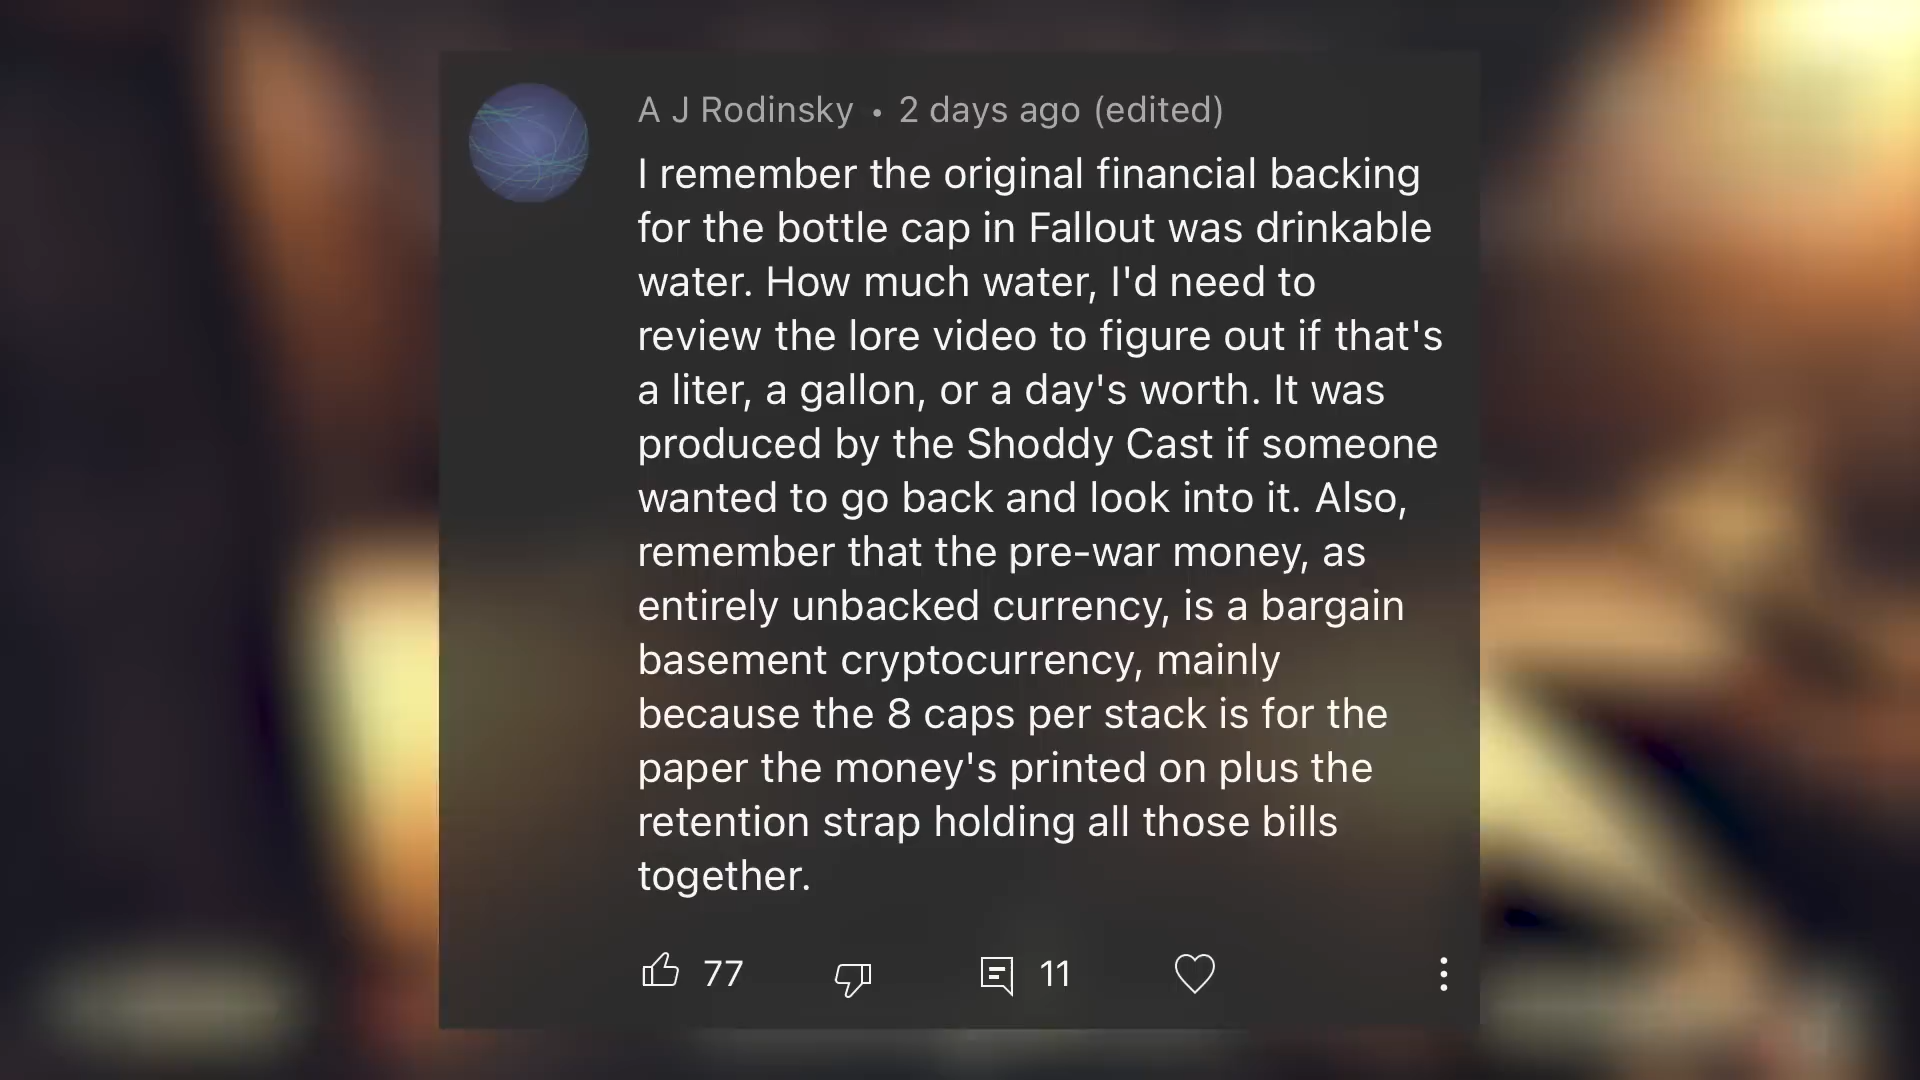 A J Rodinsky • 2 days ago (edited)
I remember the original financial backing
for the bottle cap in Fallout was drinkable
water. How much water, I'd need to
review the lore video to figure out if that's
a liter, a gallon, or a day's worth. It was
produced by the Shoddy Cast if someone
wanted to go back and look into it. Also,
remember that the pre-war money, as
entirely unbacked currency, is a bargain
basement cryptocurrency, mainly
because the 8 caps per stack is for the
paper the money's printed on plus the
retention strap holding all those bills
together.
77 11